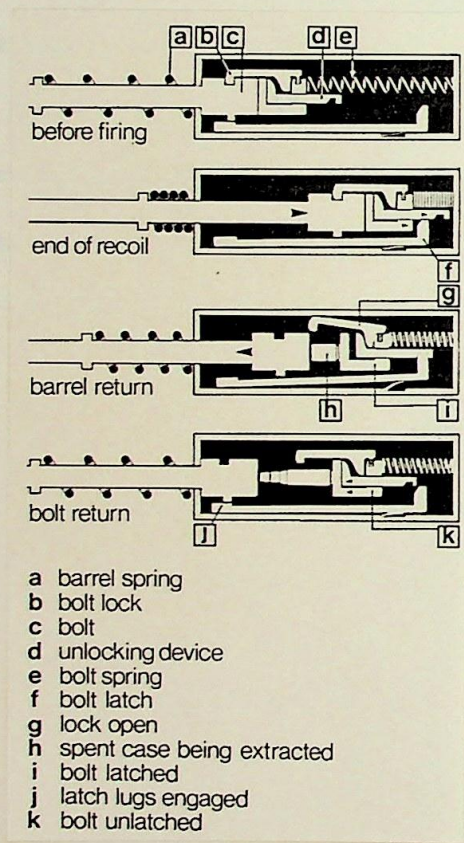 a b c d e
before firing
end of recoil
f
g
barrel return
h i
bolt return
j k
a barrel spring
b bolt lock
c bolt
d unlocking device
e bolt spring
f bolt latch
g lock open
h spent case being extracted
i bolt latched
j latch lugs engaged
k bolt unlatched